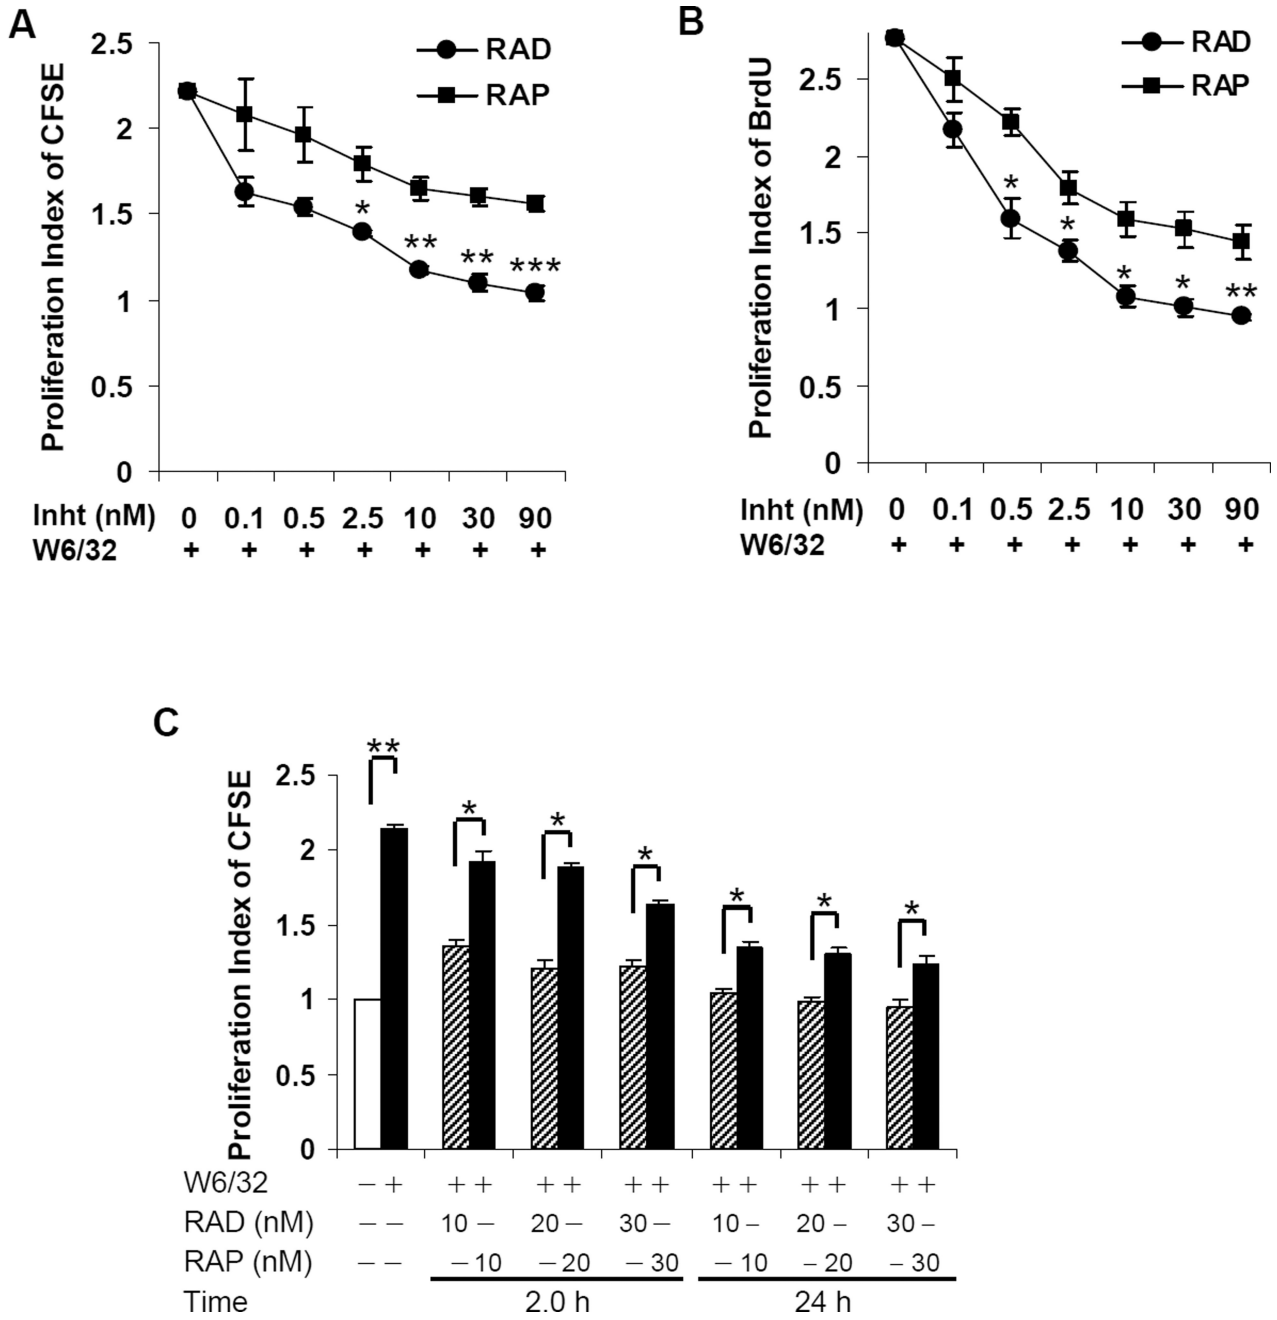 A
Proliferation Index of CFSE
2.5
2
1.5
1
0.5
0
RAD
RAP
*
**
**
***
Inht (nM) 0 0.1 0.5 2.5 10 30 90
W6/32 + + + + + + +
B
Proliferation Index of BrdU
2.5
2
1.5
1
0.5
0
RAD
RAP
*
*
*
*
**
Inht (nM) 0 0.1 0.5 2.5 10 30 90
W6/32 + + + + + + +
C
Proliferation Index of CFSE
2.5
2
1.5
1
0.5
0
**
*
*
*
*
*
*
W6/32 − + + + + + + + + + + + + +
RAD (nM) − − 10 − 20 − 30 − 10 − 20 − 30 −
RAP (nM) − − − 10 − 20 − 30 − 10 − 20 − 30
Time 2.0 h 24 h